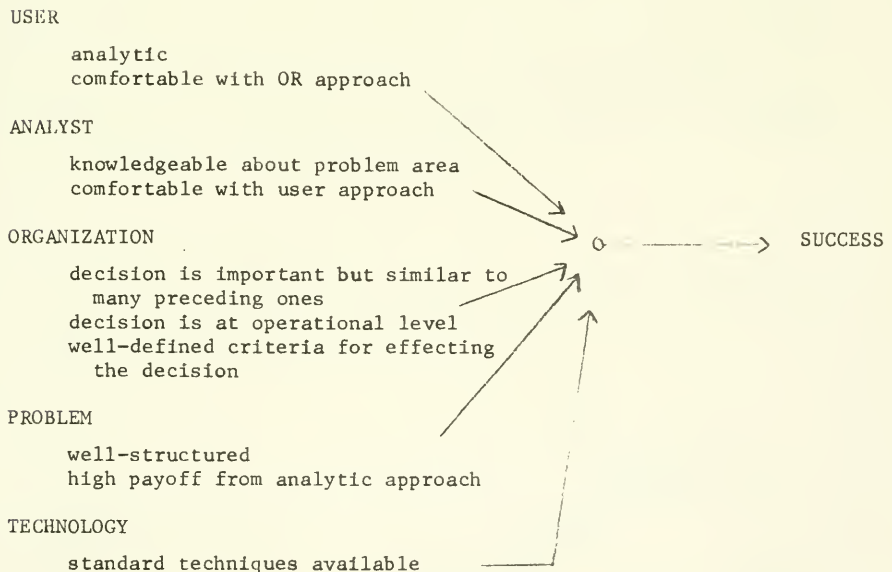 USER
analytic
comfortable with OR approach
ANALYST
knowledgeable about problem area
comfortable with user approach
ORGANIZATION
decision is important but similar to
many preceding ones
decision is at operational level
well-defined criteria for effecting
the decision
SUCCESS
PROBLEM
well-structured
high payoff from analytic approach
TECHNOLOGY
standard techniques available